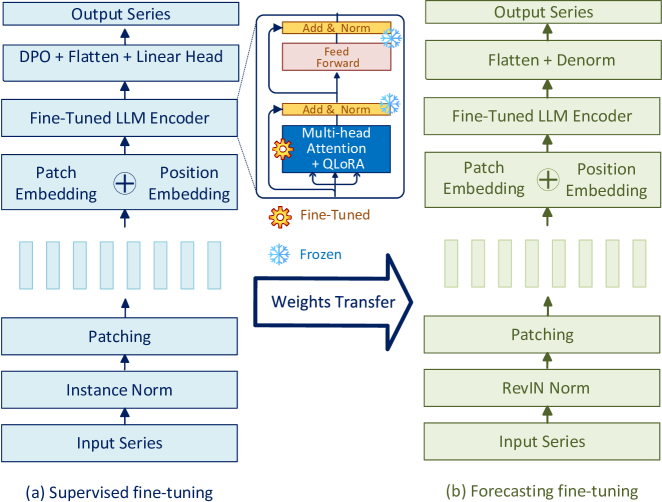 Output Series
DPO + Flatten + Linear Head
Fine-Tuned LLM Encoder
Patch
Embedding
Position
Embedding
Patching
Instance Norm
Input Series
(a) Supervised fine-tuning
Add & Norm
Feed
Forward
Add & Norm
Multi-head
Attention
+ QLoRA
Fine-Tuned
Frozen
Weights Transfer
Output Series
Flatten + Denorm
Fine-Tuned LLM Encoder
Patch
Embedding
Position
Embedding
Patching
RevIN Norm
Input Series
(b) Forecasting fine-tuning